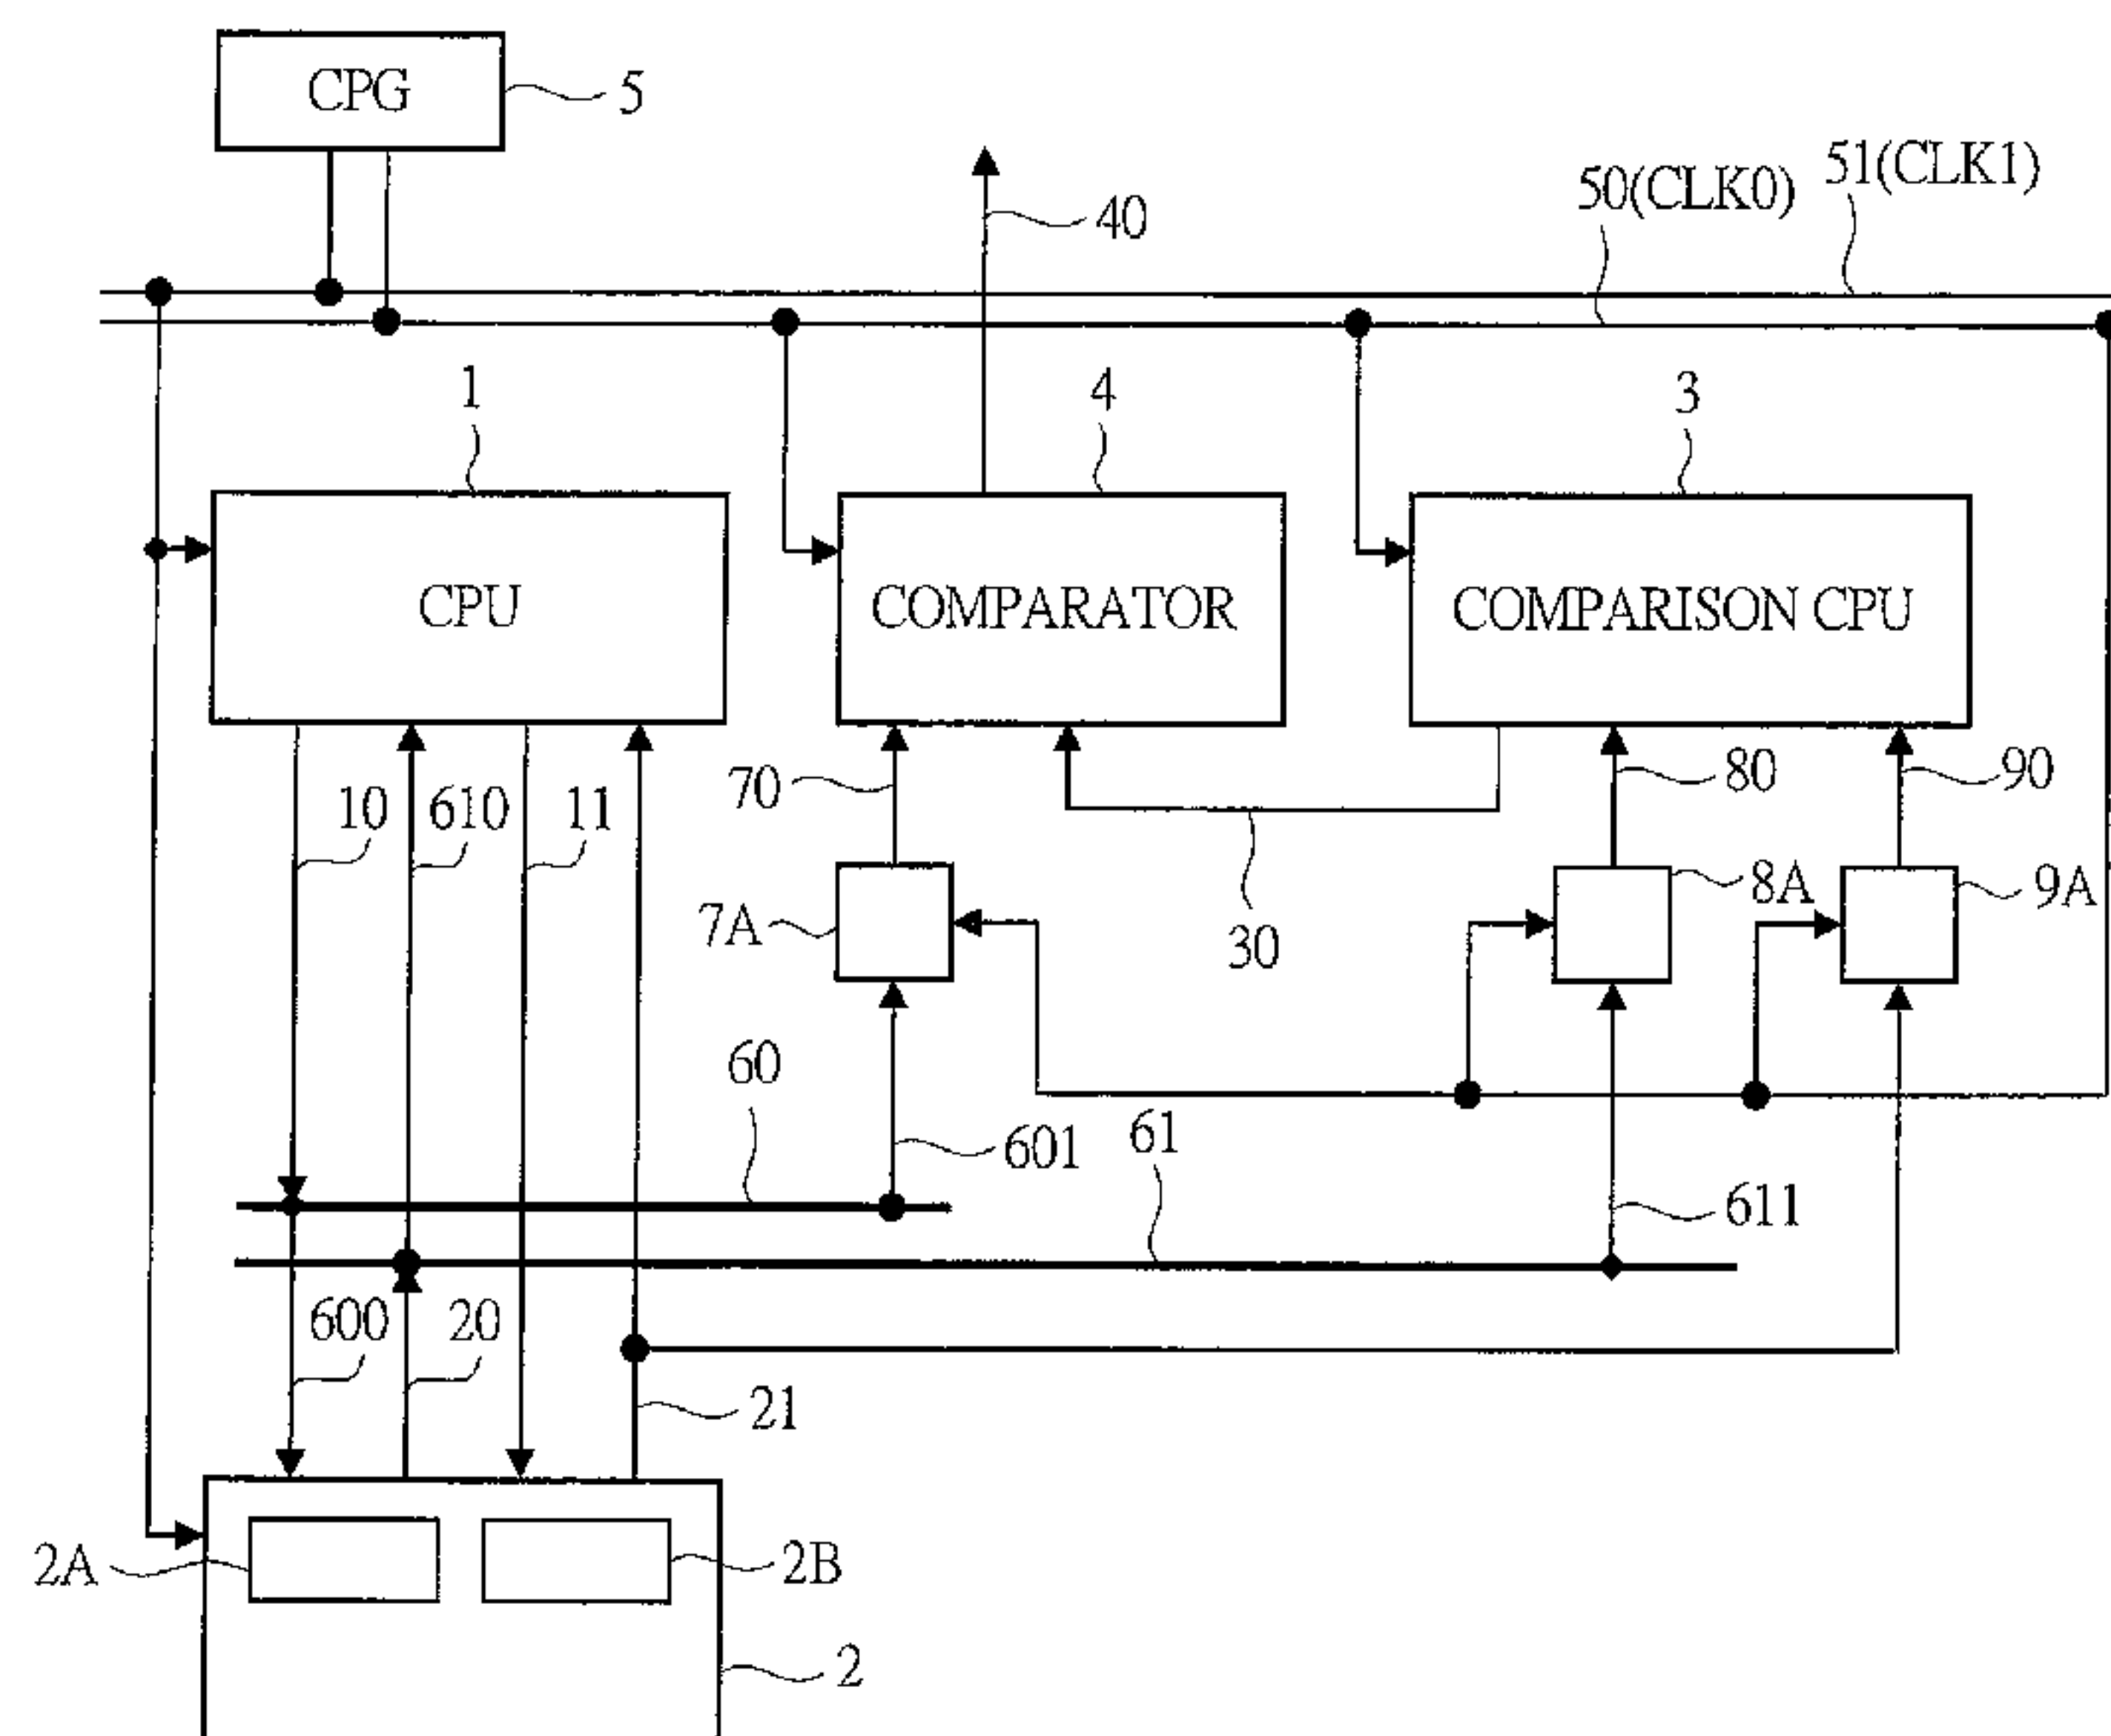 CPG
5
40
50(CLK0)
51(CLK1)
1
4
3
CPU
COMPARATOR
COMPARISON CPU
10
610
11
70
80
90
7A
30
8A
9A
60
601
61
611
600
20
21
2A
2B
2